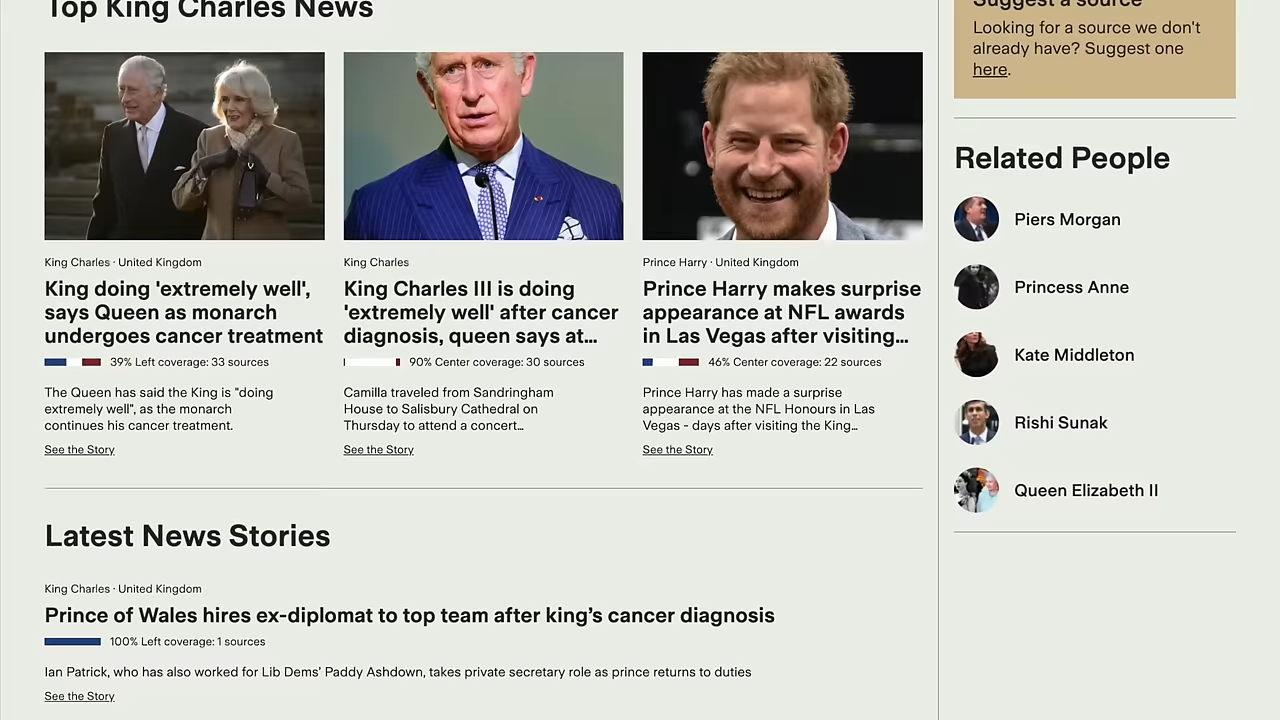 Top King Charles News
King Charles · United Kingdom
King doing 'extremely well',
says Queen as monarch
undergoes cancer treatment
39% Left coverage: 33 sources
The Queen has said the King is "doing
extremely well", as the monarch
continues his cancer treatment.
See the Story
King Charles
King Charles III is doing
'extremely well' after cancer
diagnosis, queen says at...
90% Center coverage: 30 sources
Camilla traveled from Sandringham
House to Salisbury Cathedral on
Thursday to attend a concert...
See the Story
Prince Harry · United Kingdom
Prince Harry makes surprise
appearance at NFL awards
in Las Vegas after visiting...
46% Center coverage: 22 sources
Prince Harry has made a surprise
appearance at the NFL Honours in Las
Vegas - days after visiting the King...
See the Story
Latest News Stories
King Charles · United Kingdom
Prince of Wales hires ex-diplomat to top team after king’s cancer diagnosis
100% Left coverage: 1 sources
Ian Patrick, who has also worked for Lib Dems’ Paddy Ashdown, takes private secretary role as prince returns to duties
See the Story
Suggest a source
Looking for a source we don't
already have? Suggest one
here.
Related People
Piers Morgan
Princess Anne
Kate Middleton
Rishi Sunak
Queen Elizabeth II